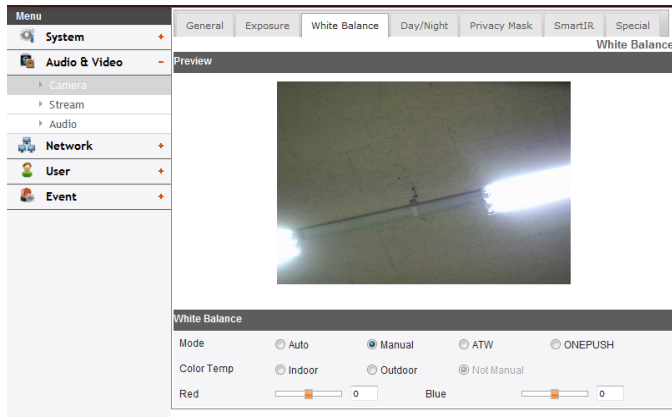 Menu
System +
Audio & Video -
Camera
Stream
Audio
Network +
User +
Event +
General Exposure White Balance Day/Night Privacy Mask SmartIR Special
White Balance
Preview
White Balance
Mode Auto Manual ATW ONEPUSH
Color Temp Indoor Outdoor Not Manual
Red 0 Blue 0